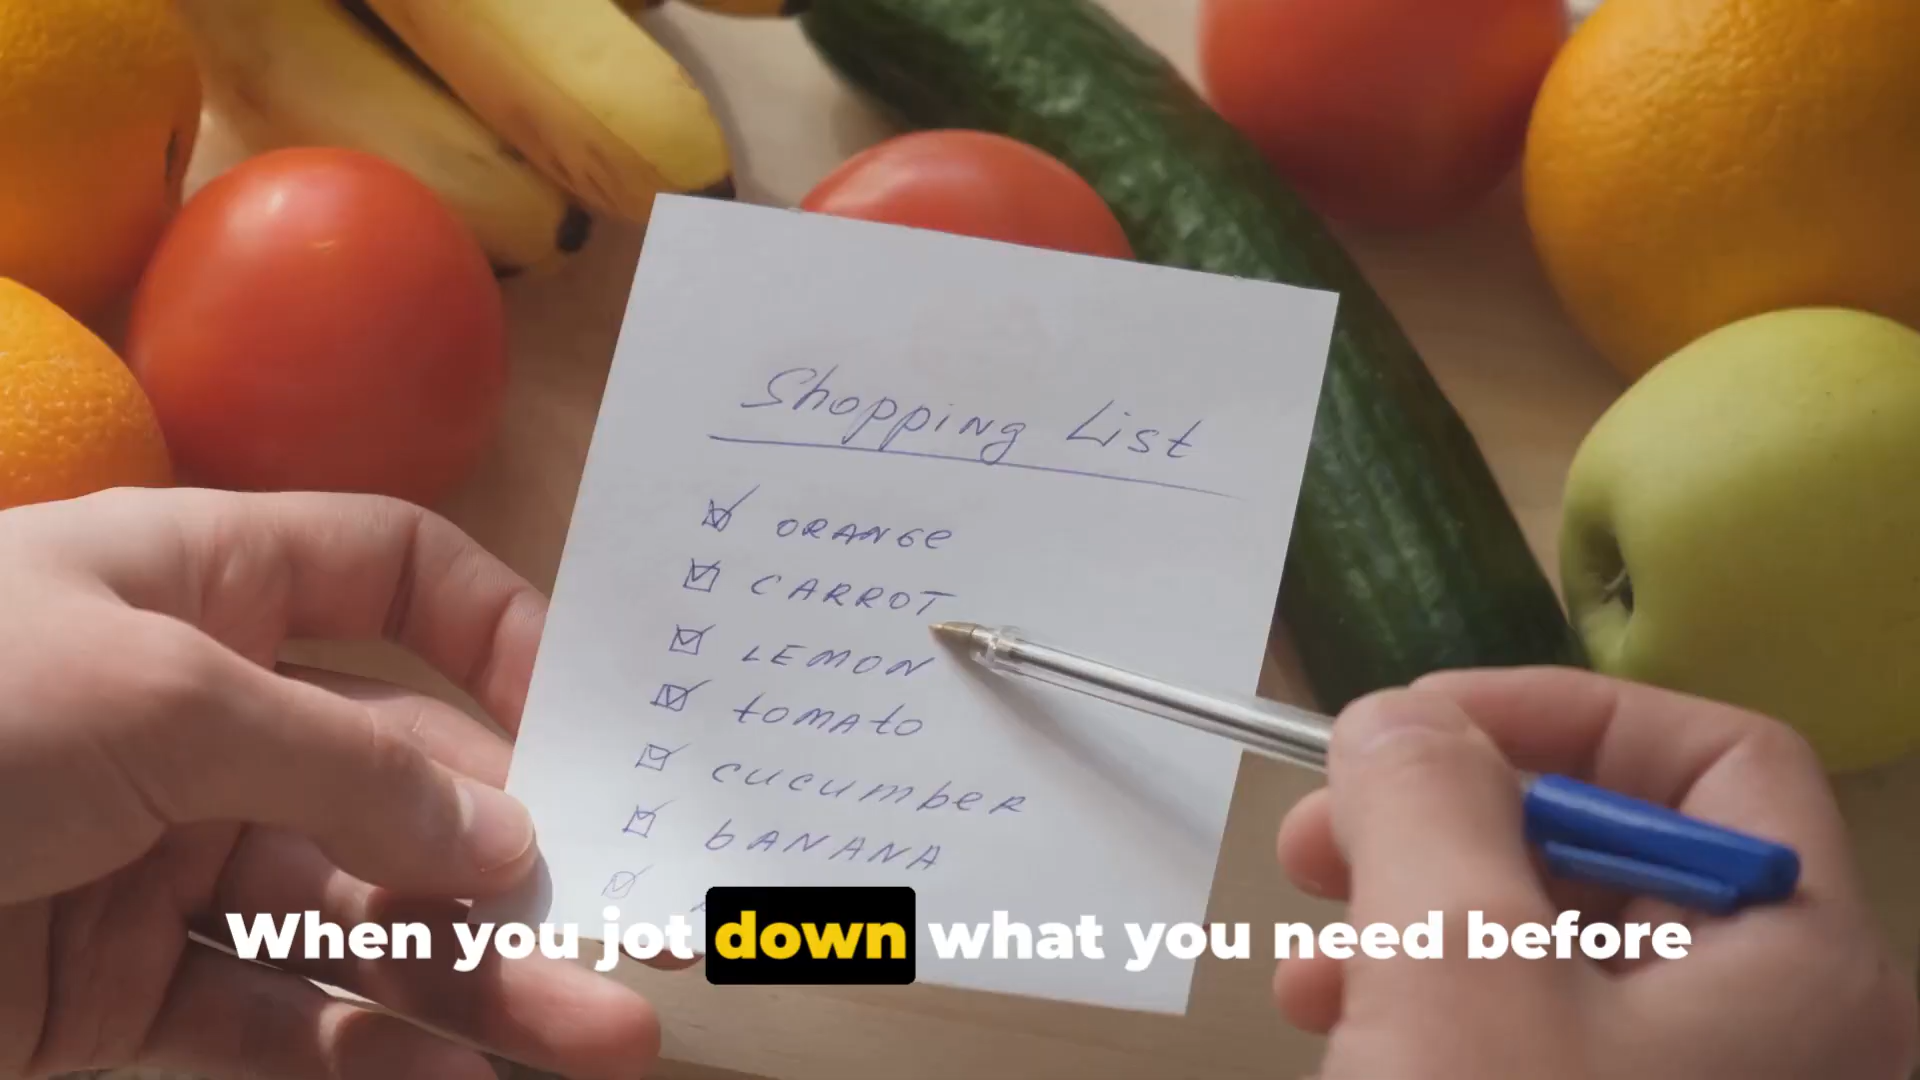 Shopping List
ORANGE
CARROT
LEMON
tomato
cucumber
bANANA
When you jot down what you need before